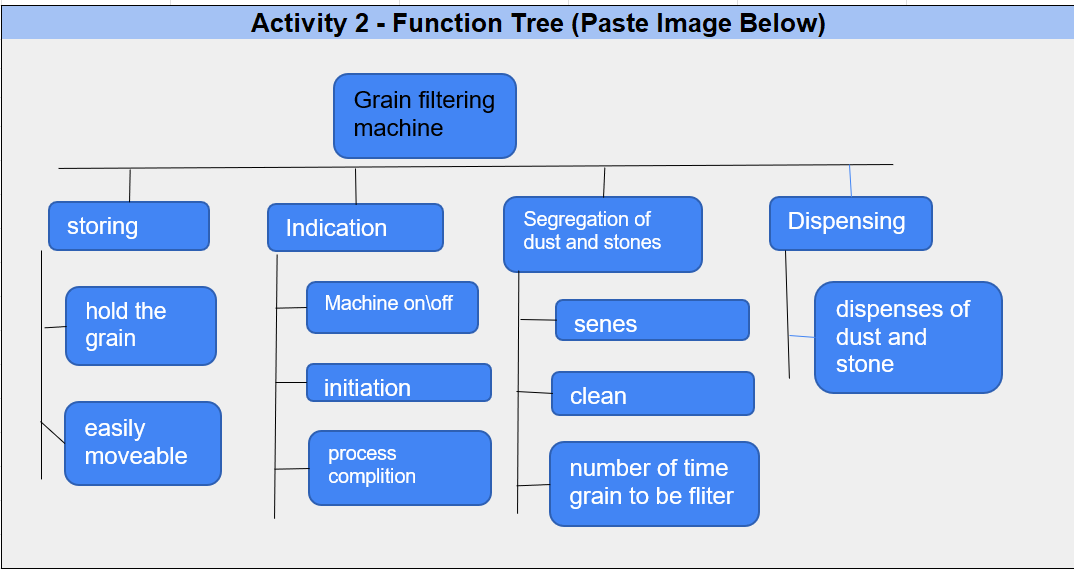 Activity 2 - Function Tree (Paste Image Below)
Grain filtering
machine
storing
hold the
grain
easily
moveable
Indication
Machine on\off
initiation
process
complition
Segregation of
dust and stones
senes
clean
number of time
grain to be fliter
Dispensing
dispenses of
dust and
stone